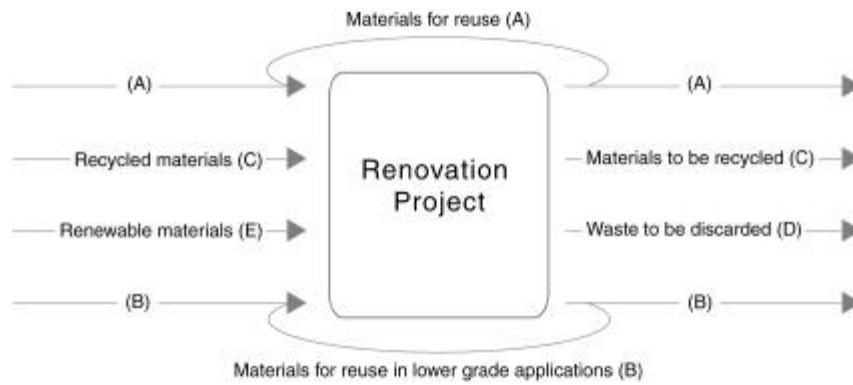 Materials for reuse (A)
(A)
(A)
Recycled materials (C)
Materials to be recycled (C)
Renovation
Project
Renewable materials (E)
Waste to be discarded (D)
(B)
(B)
Materials for reuse in lower grade applications (B)